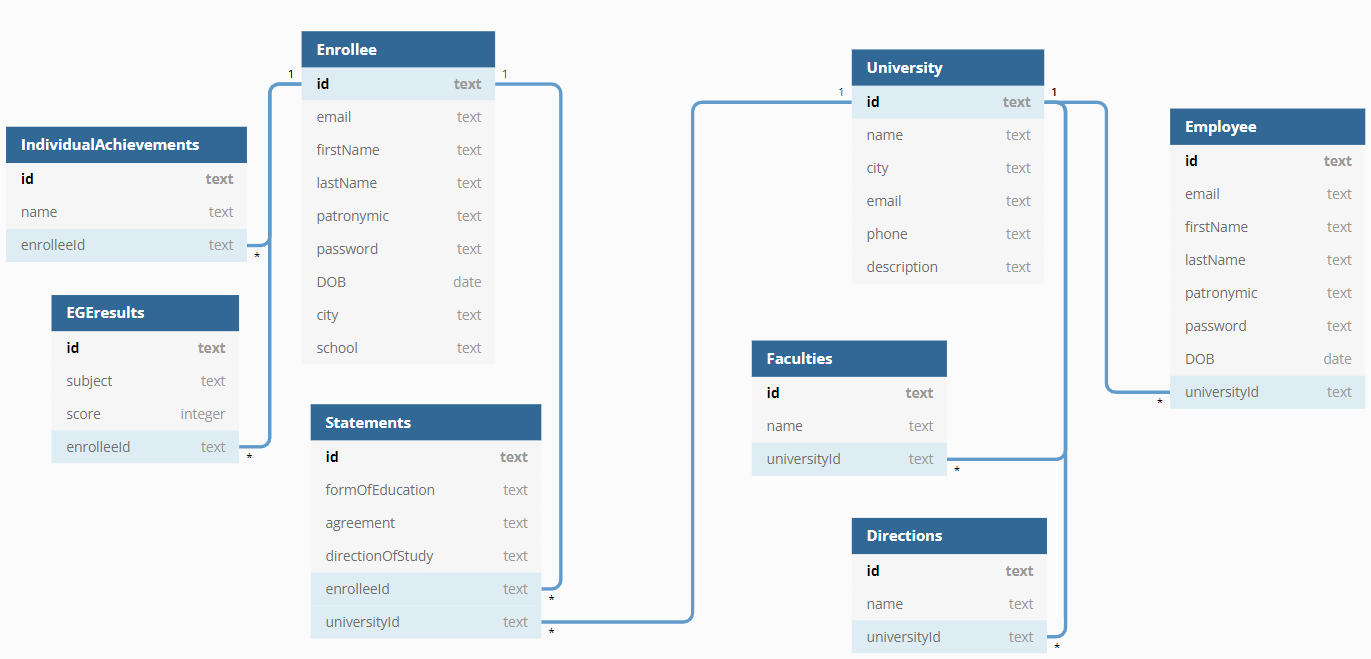 Enrollee
1
id text
1
email text
firstName text
lastName text
patronymic text
password text
DOB date
city text
school text
IndividualAchievements
id text
name text
enrolleeId text
*
EGEresults
id text
subject text
score integer
enrolleeId text
*
Statements
id text
formOfEducation text
agreement text
directionOfStudy text
enrolleeId text
*
universityId text
*
University
1
id text
1
name text
city text
email text
phone text
description text
Faculties
id text
name text
universityId text
*
Directions
id text
name text
universityId text
*
Employee
id text
email text
firstName text
lastName text
patronymic text
password text
DOB date
universityId text
*